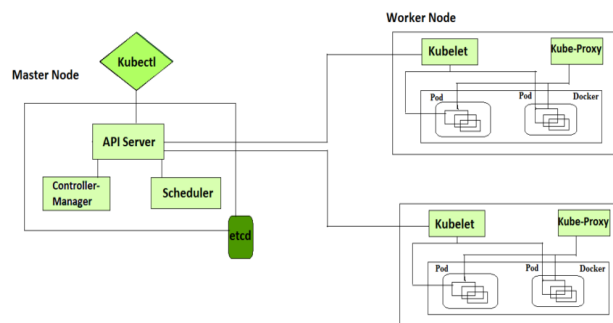 Worker Node
Kubectl
Master Node
Kubelet
Kube-Proxy
Pod
Pod
Docker
API Server
Controller-
Manager
Scheduler
etcd
Kubelet
Kube-Proxy
Pod
Pod
Docker